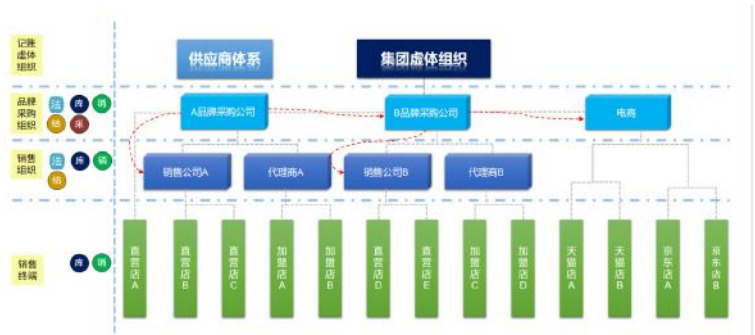 记账
虚体
组织
供应商体系
集团虚体组织
品牌
采购
组织
法 库 销
结 采
A品牌采购公司
B品牌采购公司
电商
销售
组织
法 库 销
结
销售公司A
代理商A
销售公司B
代理商B
销售
终端
库 销
直营店A
直营店B
直营店C
加盟店A
加盟店B
直营店D
直营店E
加盟店C
加盟店D
天猫店A
天猫店B
京东店A
京东店B